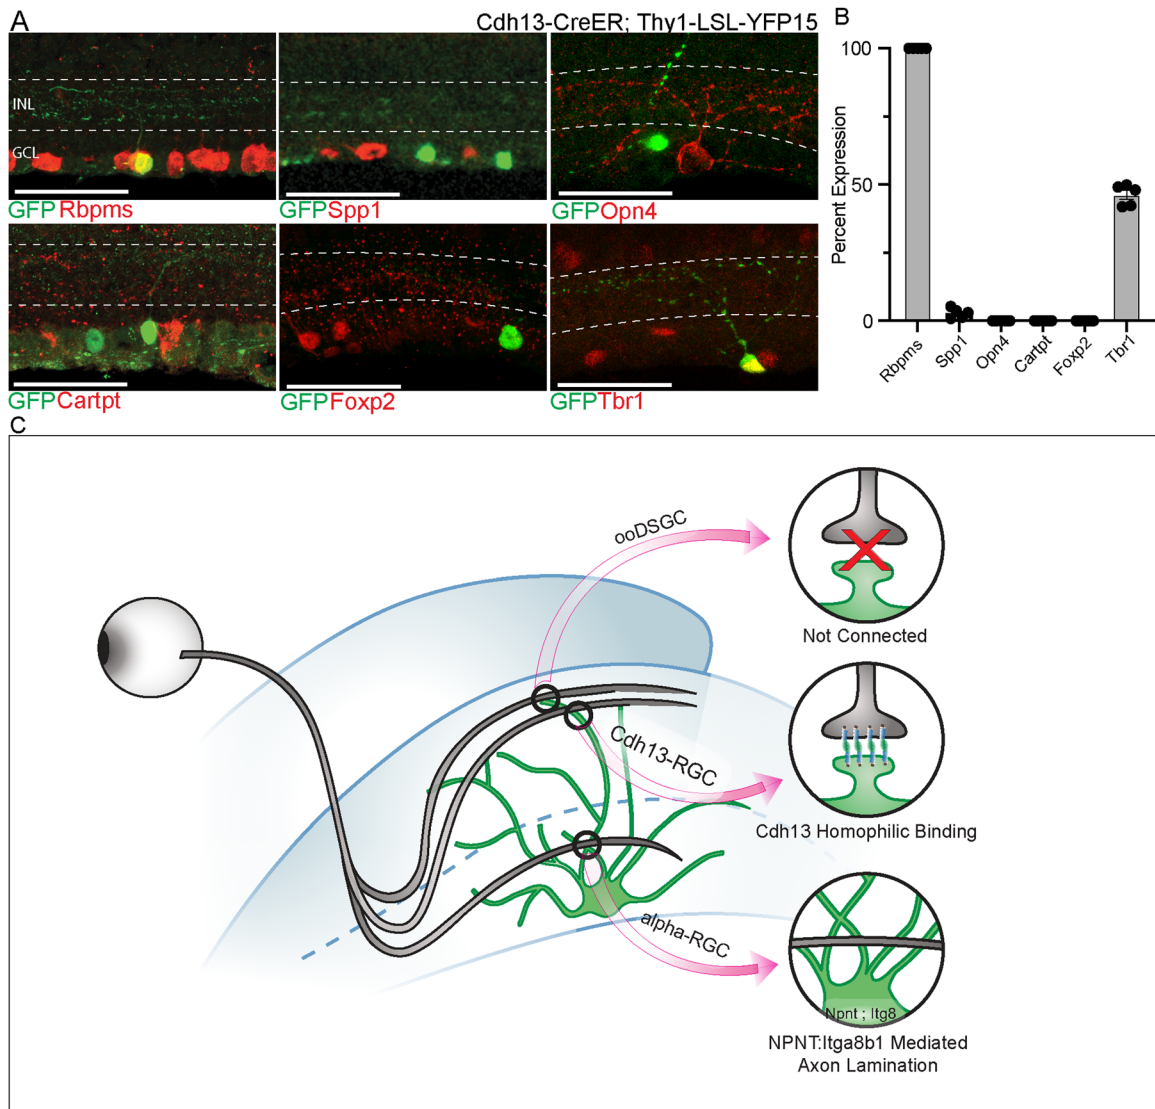 A
Cdh13-CreER; Thy1-LSL-YFP15
INL
GCL
GFP Rbpms
GFP Spp1
GFP Opn4
GFP Cartpt
GFP Foxp2
GFP Tbr1
B
Percent Expression
100
50
0
Rbpms
Spp1
Opn4
Cartpt
Foxp2
Tbr1
C
ooDSGC
Not Connected
Cdh13-RGC
Cdh13 Homophilic Binding
alpha-RGC
Npnt ; Itg8
NPNT:Itga8b1 Mediated
Axon Lamination